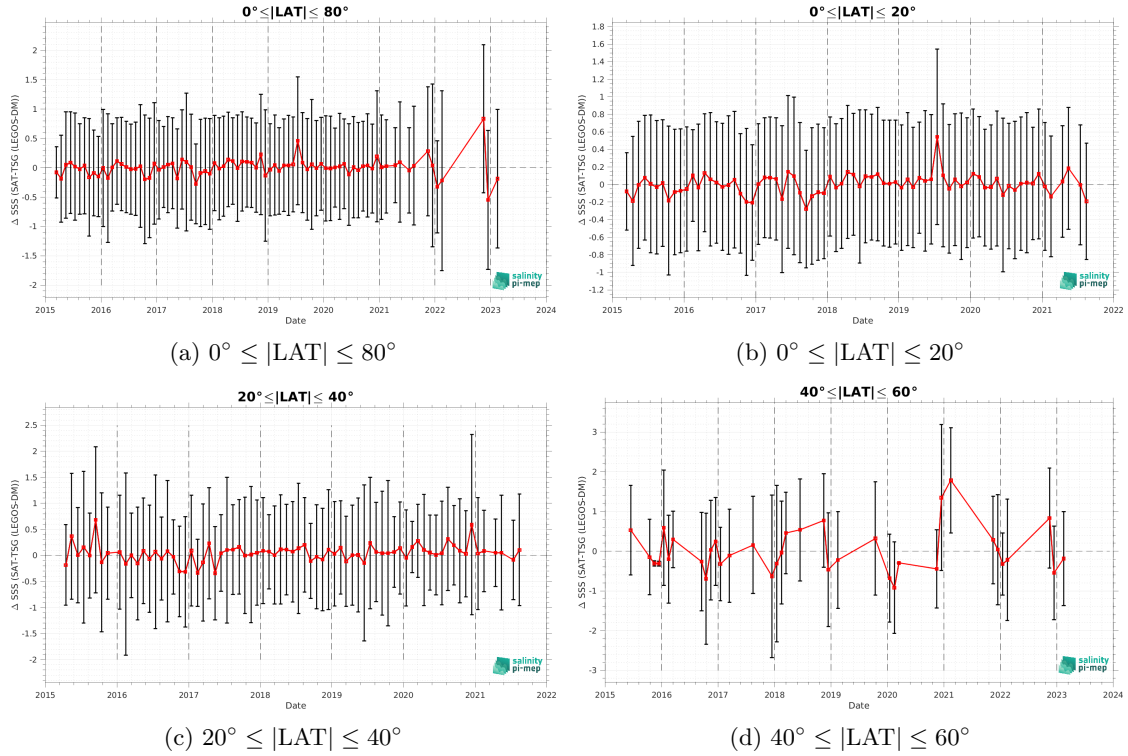 0°≤|LAT|≤ 80°
Δ SSS (SAT-TSG (LEGOS-DM))
2
1.5
1
0.5
0
-0.5
-1
-1.5
-2
2015 2016 2017 2018 2019 2020 2021 2022 2023 2024
Date
salinity
pi-mep
(a) 0° ≤ |LAT| ≤ 80°
0°≤|LAT|≤ 20°
Δ SSS (SAT-TSG (LEGOS-DM))
1.8
1.6
1.4
1.2
1
0.8
0.6
0.4
0.2
0
-0.2
-0.4
-0.6
-0.8
-1
-1.2
2015 2016 2017 2018 2019 2020 2021 2022
Date
salinity
pi-mep
(b) 0° ≤ |LAT| ≤ 20°
20°≤|LAT|≤ 40°
Δ SSS (SAT-TSG (LEGOS-DM))
2.5
2
1.5
1
0.5
0
-0.5
-1
-1.5
-2
2015 2016 2017 2018 2019 2020 2021 2022
Date
salinity
pi-mep
(c) 20° ≤ |LAT| ≤ 40°
40°≤|LAT|≤ 60°
Δ SSS (SAT-TSG (LEGOS-DM))
3
2
1
0
-1
-2
-3
2015 2016 2017 2018 2019 2020 2021 2022 2023 2024
Date
salinity
pi-mep
(d) 40° ≤ |LAT| ≤ 60°